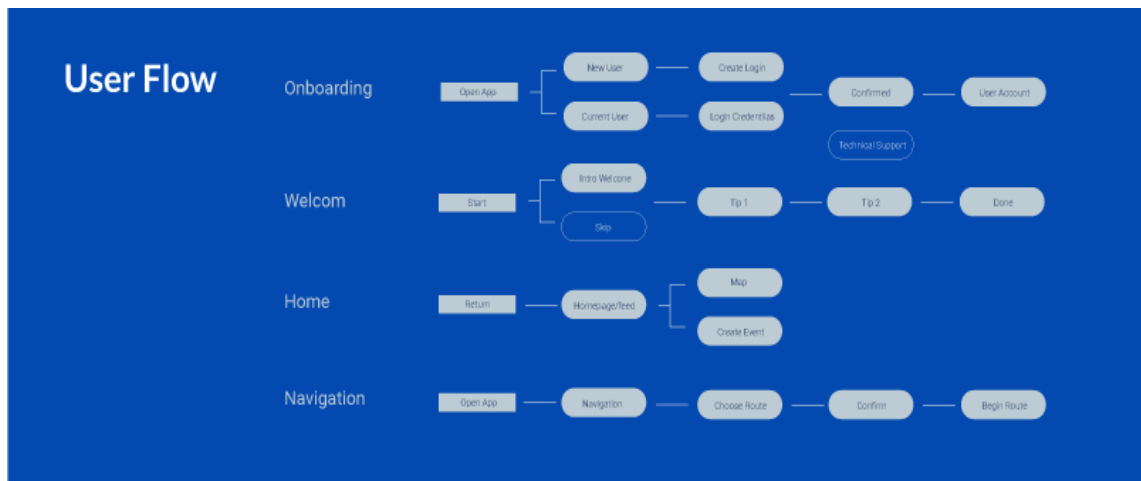 User Flow
Onboarding
Open App
New User
Create Login
Current User
Login Credentilas
Confirmed
User Account
Technical Support
Welcom
Start
Intro Welcone
Skip
Tip 1
Tip 2
Done
Home
Return
Homepage/feed
Map
Create Event
Navigation
Open App
Navigation
Choose Route
Confirm
Begin Route